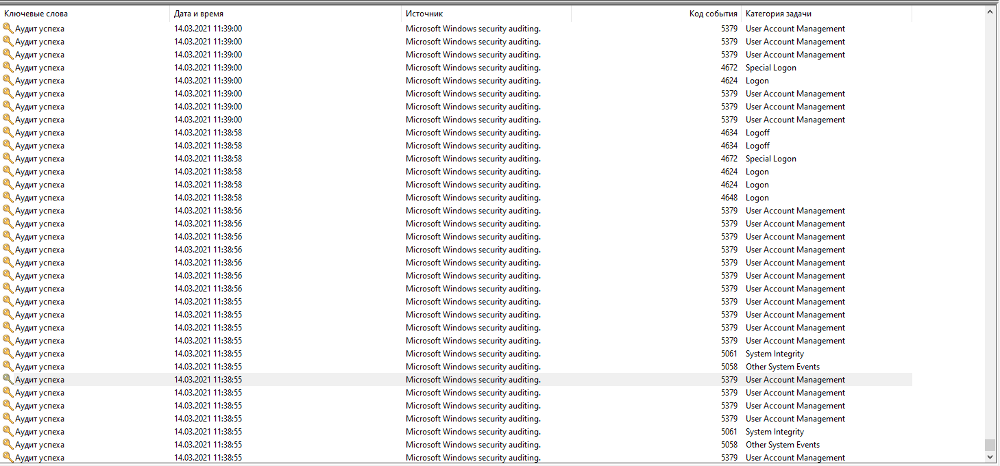 Ключевые слова Дата и время Источник Код события Категория задачи
Аудит успеха 14.03.2021 11:39:00 Microsoft Windows security auditing. 5379 User Account Management
Аудит успеха 14.03.2021 11:39:00 Microsoft Windows security auditing. 5379 User Account Management
Аудит успеха 14.03.2021 11:39:00 Microsoft Windows security auditing. 5379 User Account Management
Аудит успеха 14.03.2021 11:39:00 Microsoft Windows security auditing. 4672 Special Logon
Аудит успеха 14.03.2021 11:39:00 Microsoft Windows security auditing. 4624 Logon
Аудит успеха 14.03.2021 11:39:00 Microsoft Windows security auditing. 5379 User Account Management
Аудит успеха 14.03.2021 11:39:00 Microsoft Windows security auditing. 5379 User Account Management
Аудит успеха 14.03.2021 11:39:00 Microsoft Windows security auditing. 5379 User Account Management
Аудит успеха 14.03.2021 11:38:58 Microsoft Windows security auditing. 4634 Logoff
Аудит успеха 14.03.2021 11:38:58 Microsoft Windows security auditing. 4634 Logoff
Аудит успеха 14.03.2021 11:38:58 Microsoft Windows security auditing. 4672 Special Logon
Аудит успеха 14.03.2021 11:38:58 Microsoft Windows security auditing. 4624 Logon
Аудит успеха 14.03.2021 11:38:58 Microsoft Windows security auditing. 4624 Logon
Аудит успеха 14.03.2021 11:38:58 Microsoft Windows security auditing. 4648 Logon
Аудит успеха 14.03.2021 11:38:56 Microsoft Windows security auditing. 5379 User Account Management
Аудит успеха 14.03.2021 11:38:56 Microsoft Windows security auditing. 5379 User Account Management
Аудит успеха 14.03.2021 11:38:56 Microsoft Windows security auditing. 5379 User Account Management
Аудит успеха 14.03.2021 11:38:56 Microsoft Windows security auditing. 5379 User Account Management
Аудит успеха 14.03.2021 11:38:56 Microsoft Windows security auditing. 5379 User Account Management
Аудит успеха 14.03.2021 11:38:56 Microsoft Windows security auditing. 5379 User Account Management
Аудит успеха 14.03.2021 11:38:56 Microsoft Windows security auditing. 5379 User Account Management
Аудит успеха 14.03.2021 11:38:55 Microsoft Windows security auditing. 5379 User Account Management
Аудит успеха 14.03.2021 11:38:55 Microsoft Windows security auditing. 5379 User Account Management
Аудит успеха 14.03.2021 11:38:55 Microsoft Windows security auditing. 5379 User Account Management
Аудит успеха 14.03.2021 11:38:55 Microsoft Windows security auditing. 5379 User Account Management
Аудит успеха 14.03.2021 11:38:55 Microsoft Windows security auditing. 5061 System Integrity
Аудит успеха 14.03.2021 11:38:55 Microsoft Windows security auditing. 5058 Other System Events
Аудит успеха 14.03.2021 11:38:55 Microsoft Windows security auditing. 5379 User Account Management
Аудит успеха 14.03.2021 11:38:55 Microsoft Windows security auditing. 5379 User Account Management
Аудит успеха 14.03.2021 11:38:55 Microsoft Windows security auditing. 5379 User Account Management
Аудит успеха 14.03.2021 11:38:55 Microsoft Windows security auditing. 5379 User Account Management
Аудит успеха 14.03.2021 11:38:55 Microsoft Windows security auditing. 5061 System Integrity
Аудит успеха 14.03.2021 11:38:55 Microsoft Windows security auditing. 5058 Other System Events
Аудит успеха 14.03.2021 11:38:55 Microsoft Windows security auditing. 5379 User Account Management